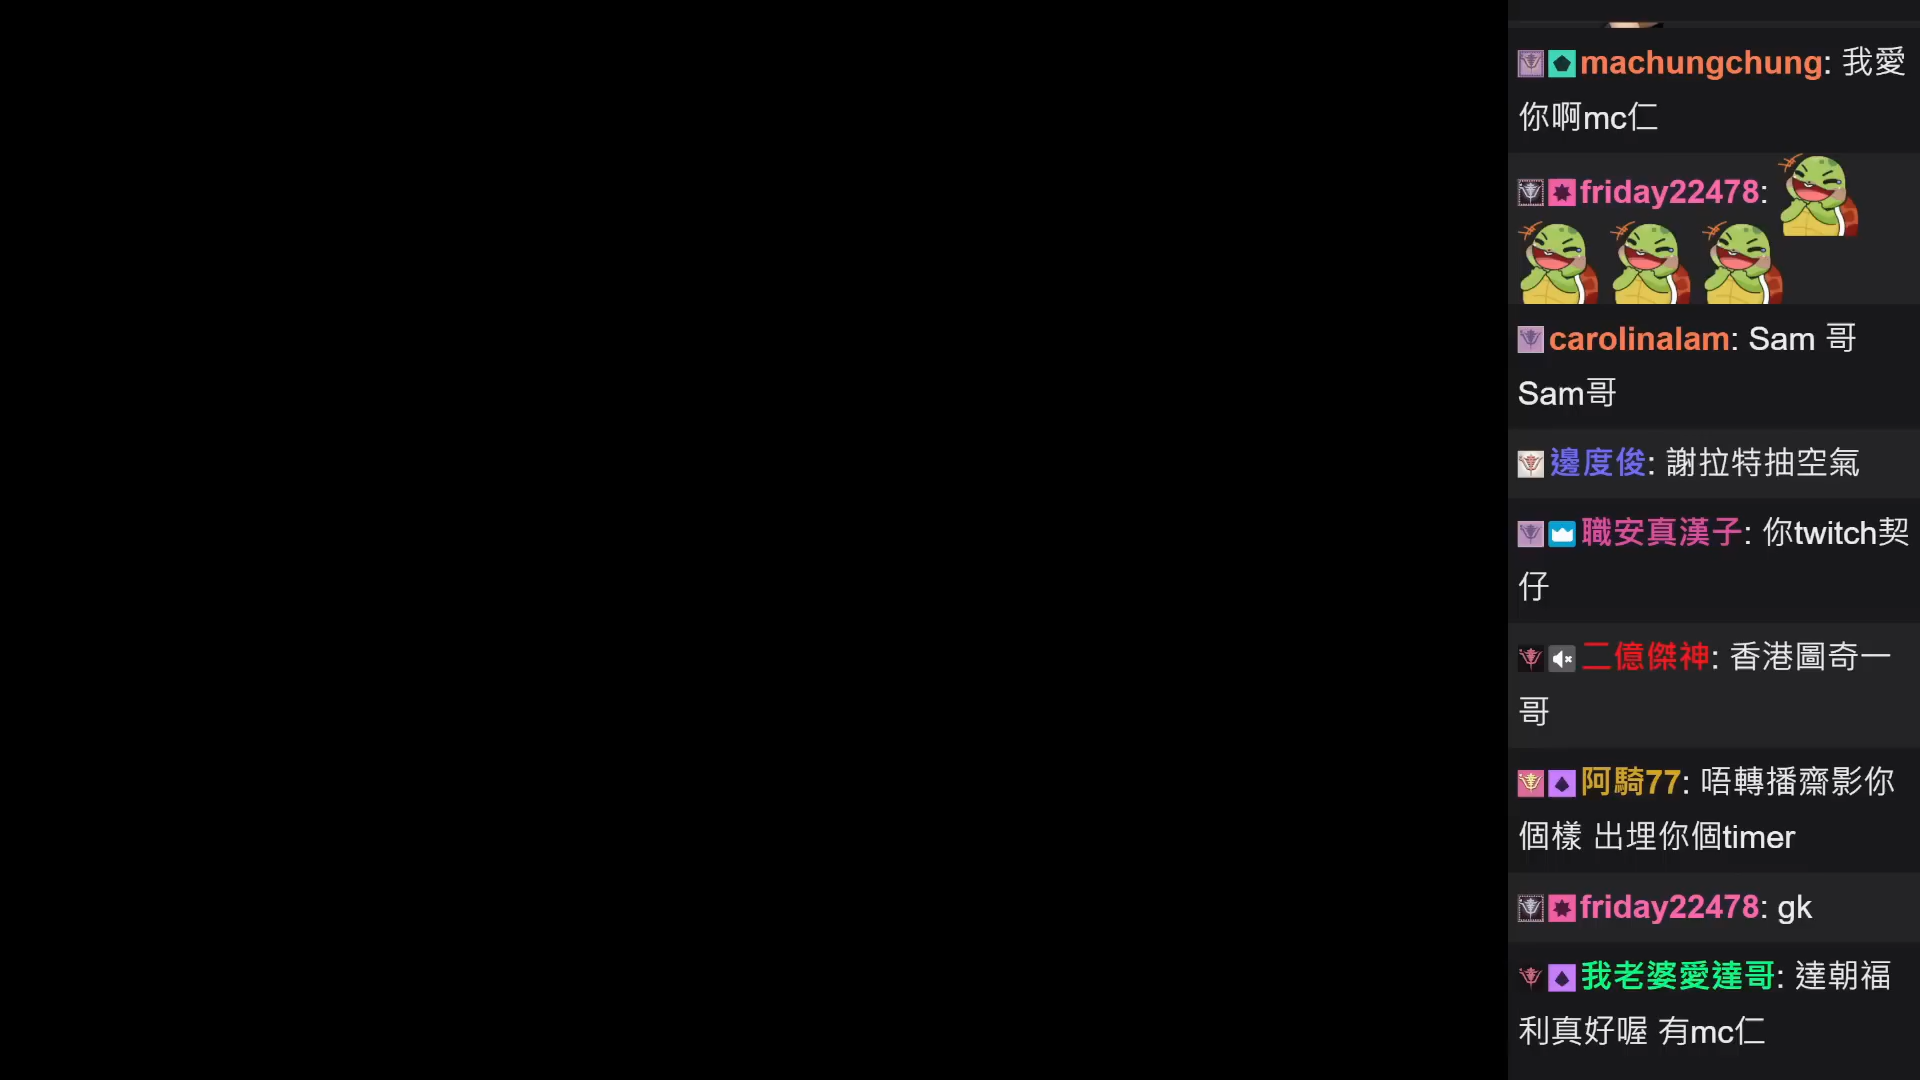 machungchung: 我愛
你啊mc仁
friday22478:
carolinalam: Sam 哥
Sam哥
邊度俊: 謝拉特抽空氣
職安真漢子: 你twitch契
仔
二億傑神: 香港圖奇一
哥
阿騎77: 唔轉播齋影你
個樣 出埋你個timer
friday22478: gk
我老婆愛達哥: 達朝福
利真好喔 有mc仁